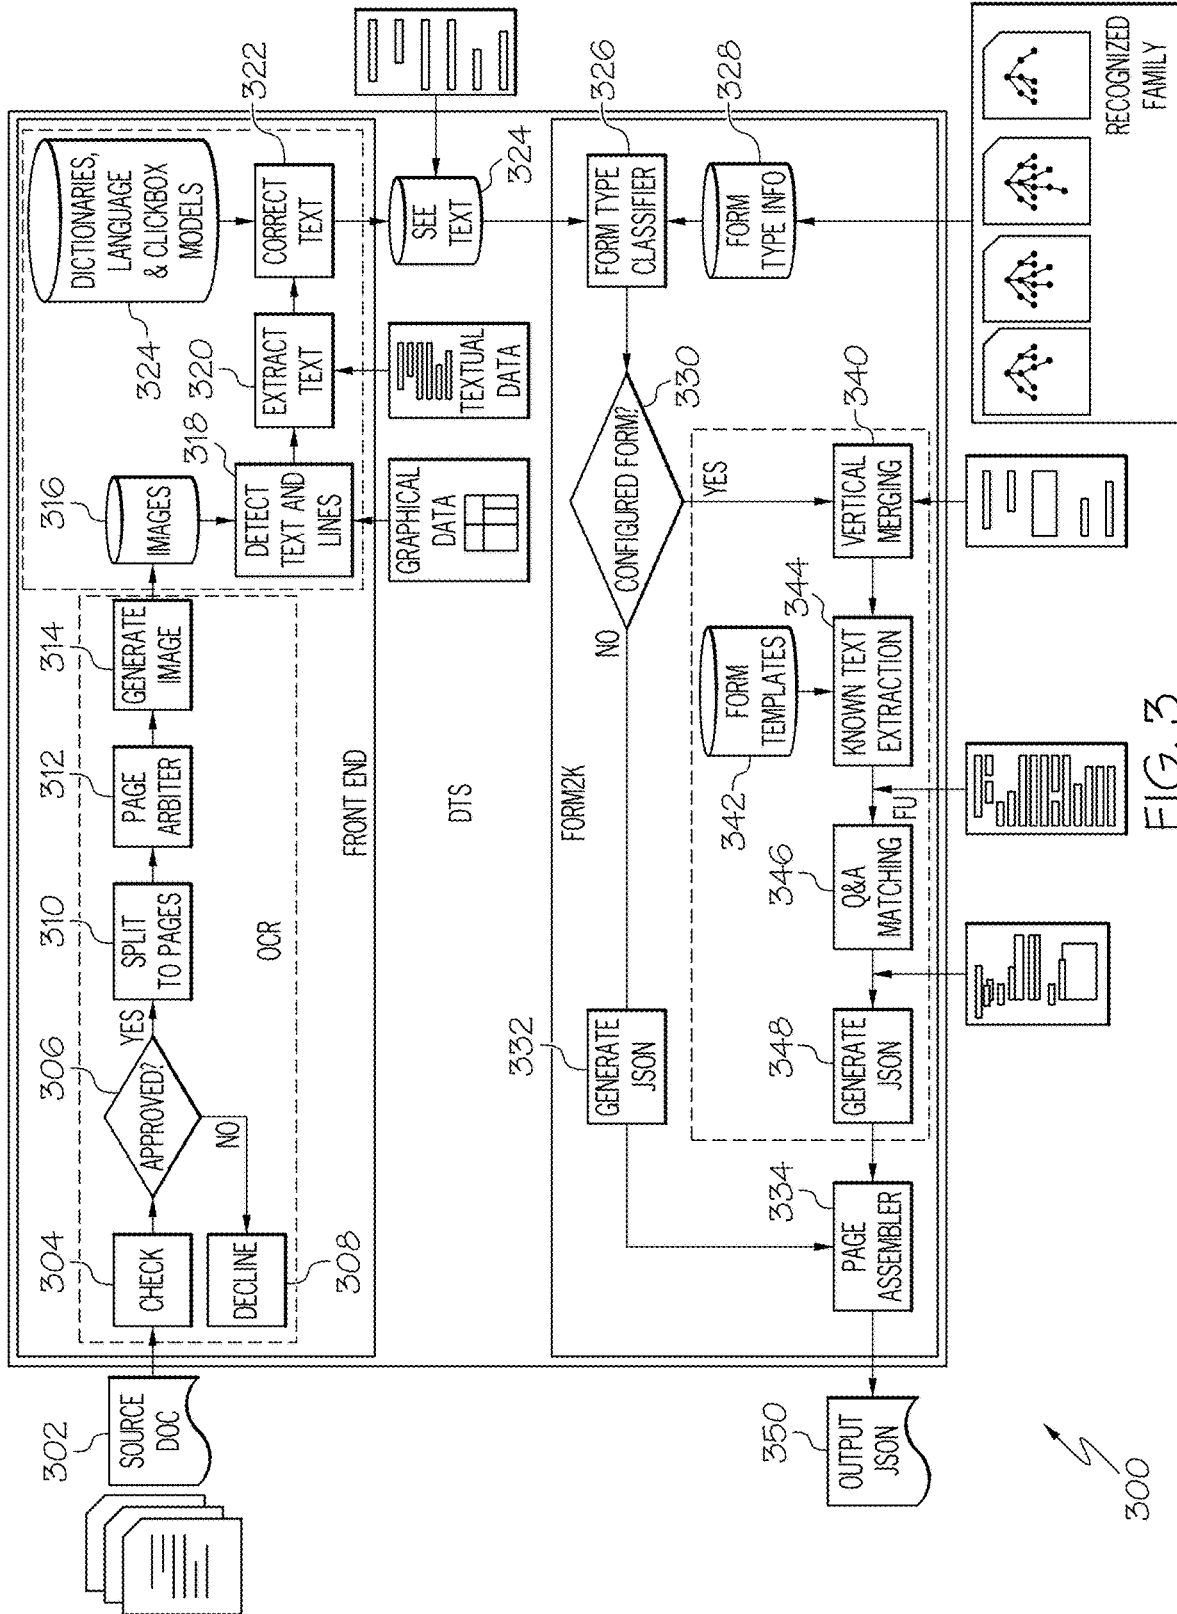 302
SOURCE
DOC
304
CHECK
306
APPROVED?
YES
NO
DECLINE
308
310
SPLIT
TO PAGES
312
PAGE
ARBITER
314
GENERATE
IMAGE
OCR
316
IMAGES
318
DETECT
TEXT AND
LINES
320
EXTRACT
TEXT
324
DICTIONARIES,
LANGUAGE
& CLICKBOX
MODELS
322
CORRECT
TEXT
FRONT END
GRAPHICAL
DATA
TEXTUAL
DATA
SEE
TEXT
324
DTS
FORM2K
326
FORM TYPE
CLASSIFIER
328
FORM
TYPE INFO
330
CONFIGURED FORM?
NO
YES
332
GENERATE
JSON
334
PAGE
ASSEMBLER
340
VERTICAL
MERGING
342
FORM
TEMPLATES
344
KNOWN TEXT
EXTRACTION
FU
346
Q&A
MATCHING
348
GENERATE
JSON
350
OUTPUT
JSON
RECOGNIZED
FAMILY
300
FIG. 3